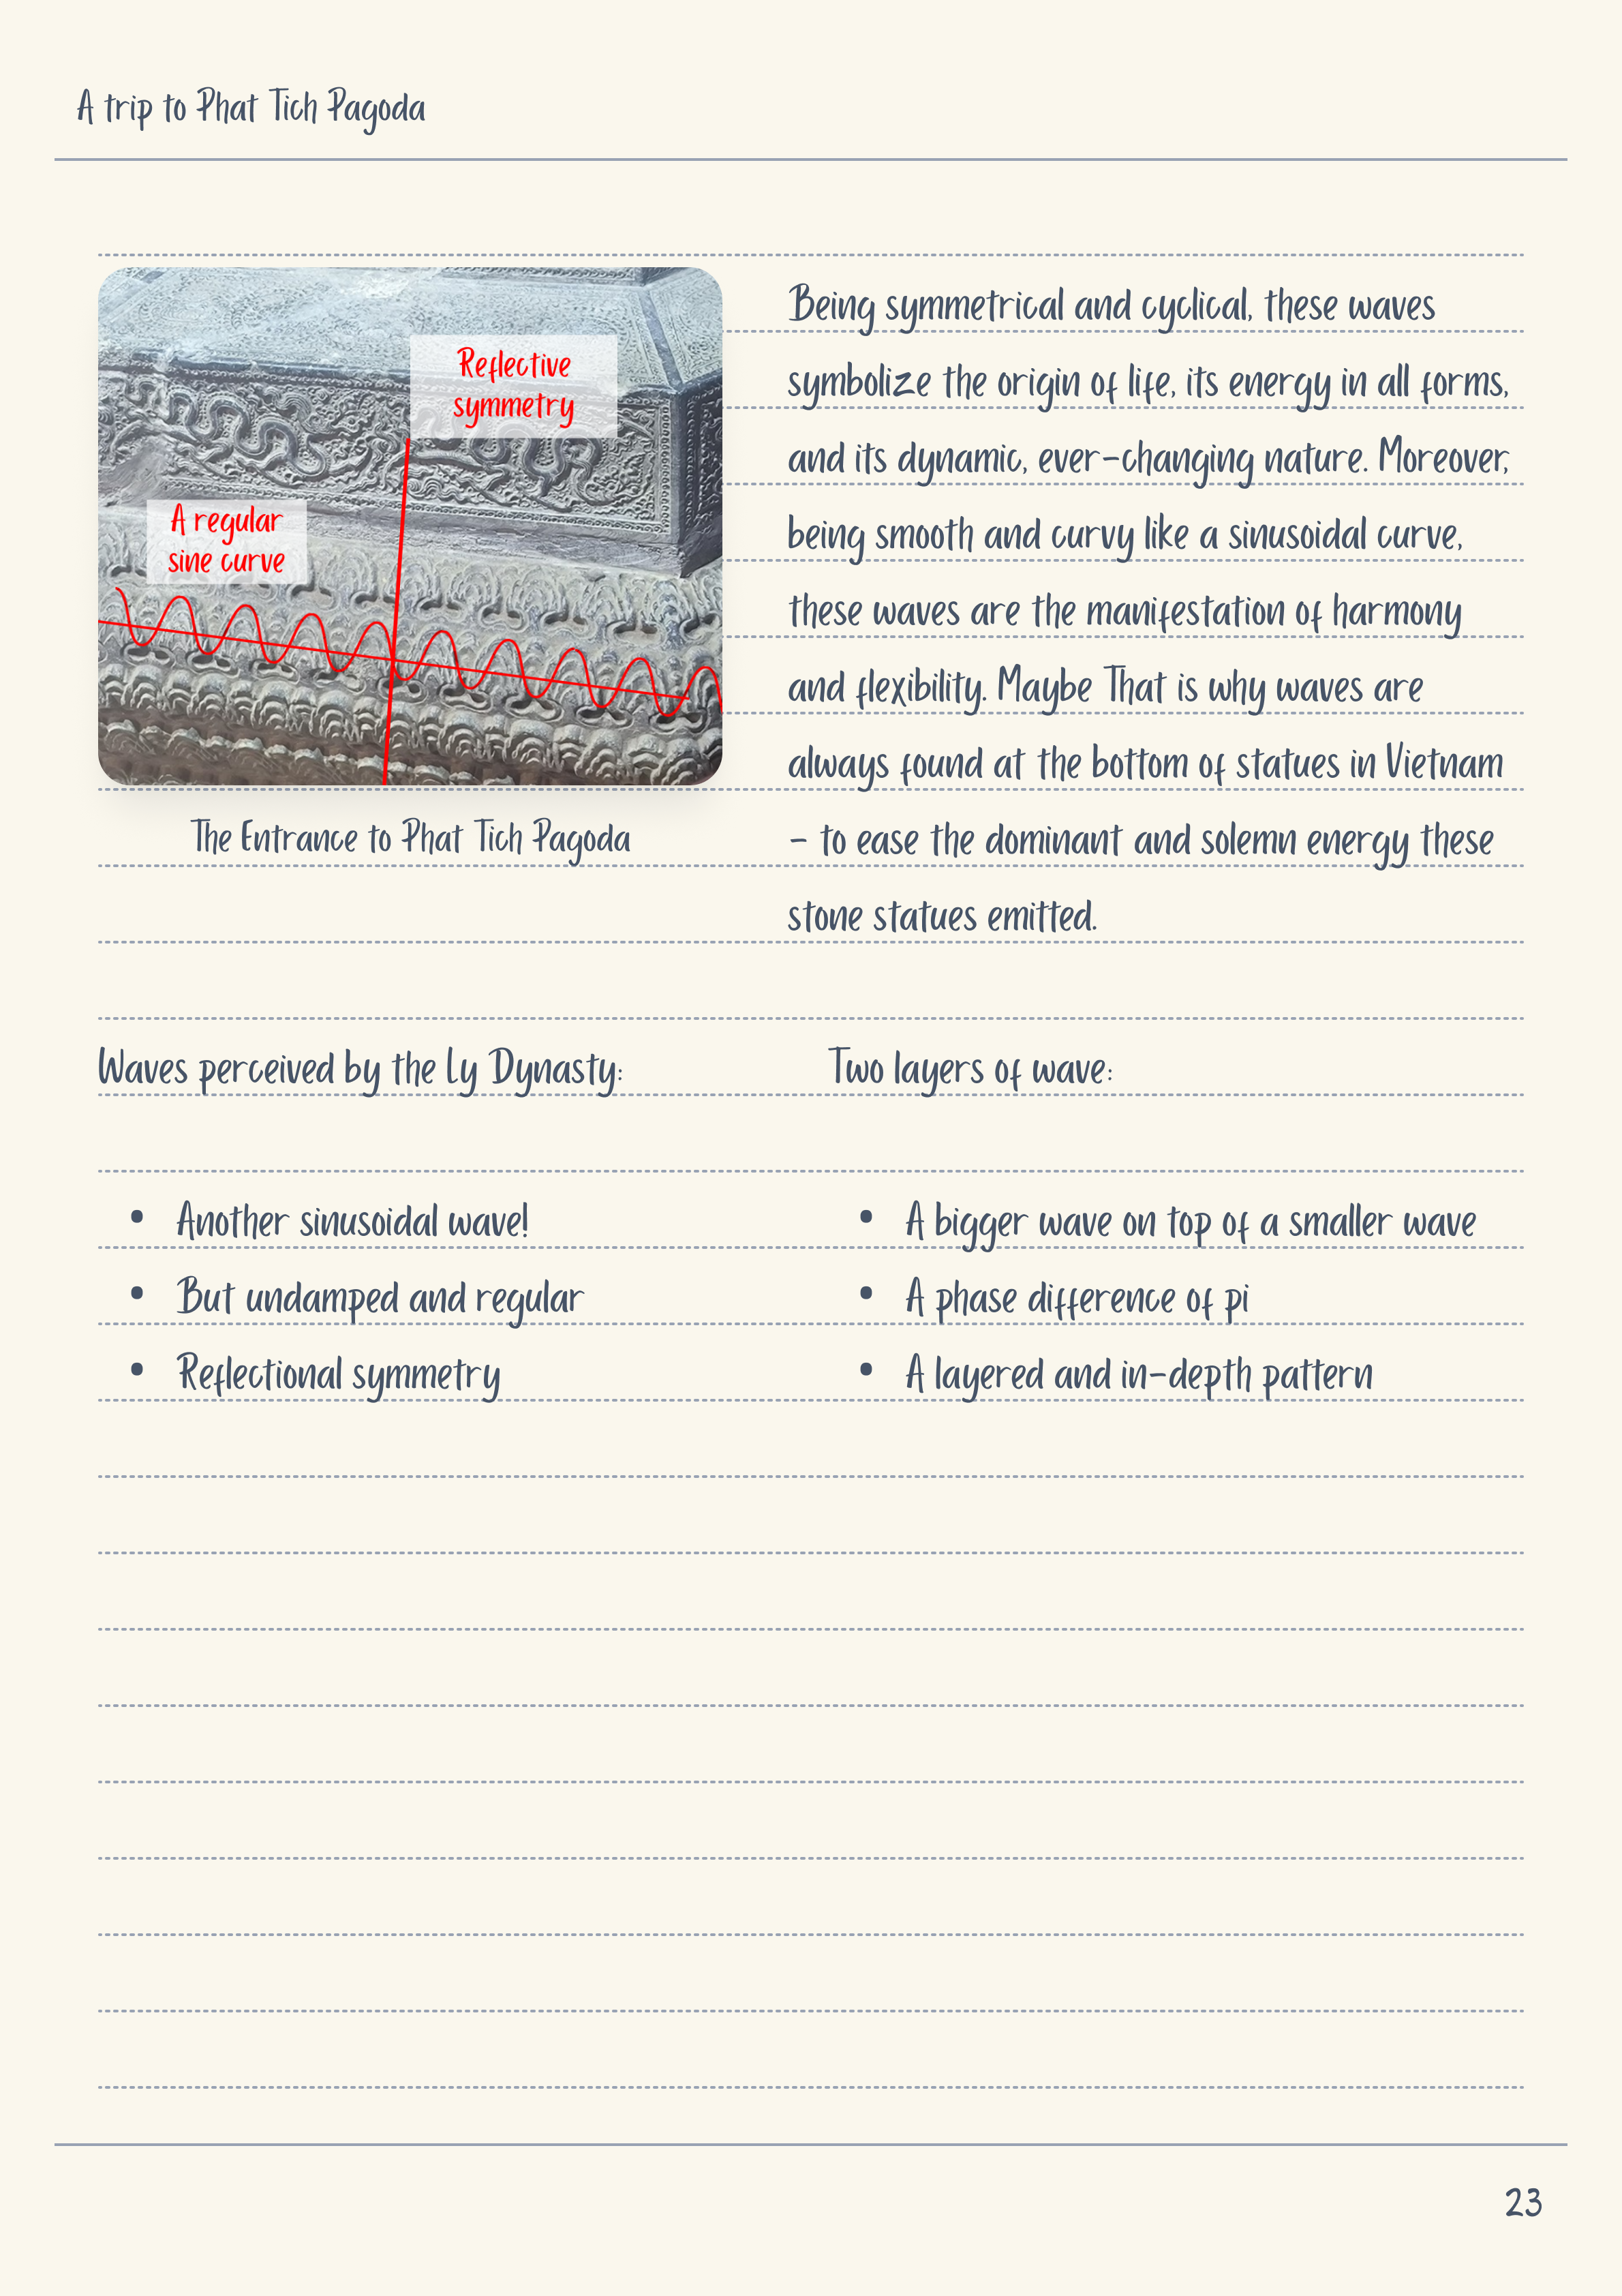 A trip to Phat Tich Pagoda
Reflective
symmetry
A regular
sine curve
The Entrance to Phat Tich Pagoda
Being symmetrical and cyclical, these waves
symbolize the origin of life, its energy in all forms,
and its dynamic, ever-changing nature. Moreover,
being smooth and curvy like a sinusoidal curve,
these waves are the manifestation of harmony
and flexibility. Maybe That is why waves are
always found at the bottom of statues in Vietnam
- to ease the dominant and solemn energy these
stone statues emitted.
Waves perceived by the Ly Dynasty:
• Another sinusoidal wave!
• But undamped and regular
• Reflectional symmetry
Two layers of wave:
• A bigger wave on top of a smaller wave
• A phase difference of pi
• A layered and in-depth pattern
23